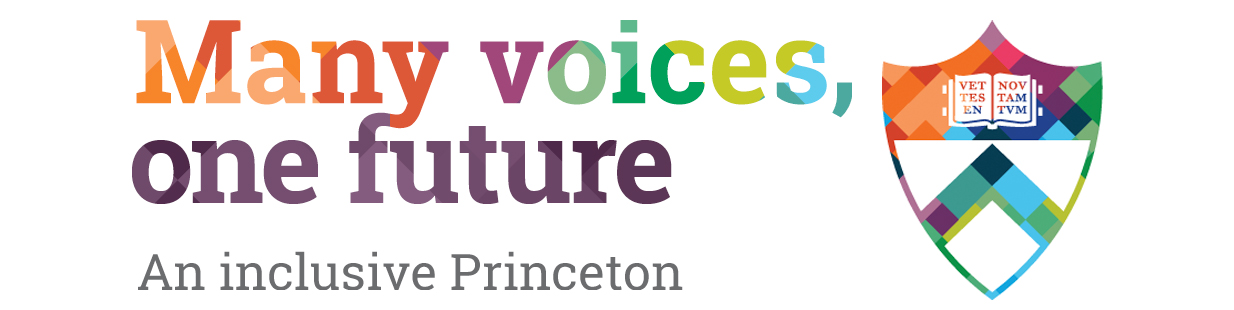 Many voices,
one future
An inclusive Princeton
VET NOV
TES TAM
EN TVM